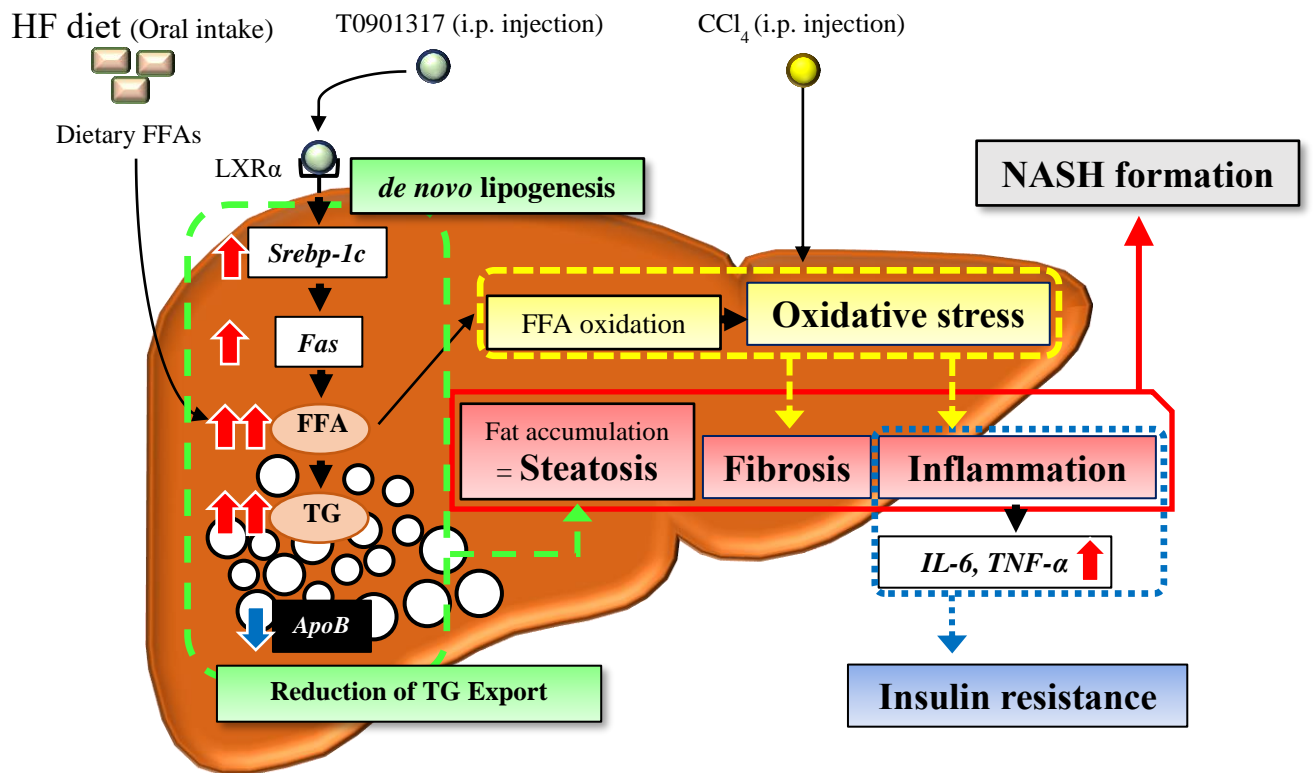 HF diet (Oral intake)
T0901317 (i.p. injection)
CCl4 (i.p. injection)
Dietary FFAs
LXRα
de novo lipogenesis
NASH formation
Srebp-1c
Fas
FFA oxidation
Oxidative stress
FFA
Fat accumulation
= Steatosis
Fibrosis
Inflammation
TG
IL-6, TNF-α
ApoB
Reduction of TG Export
Insulin resistance